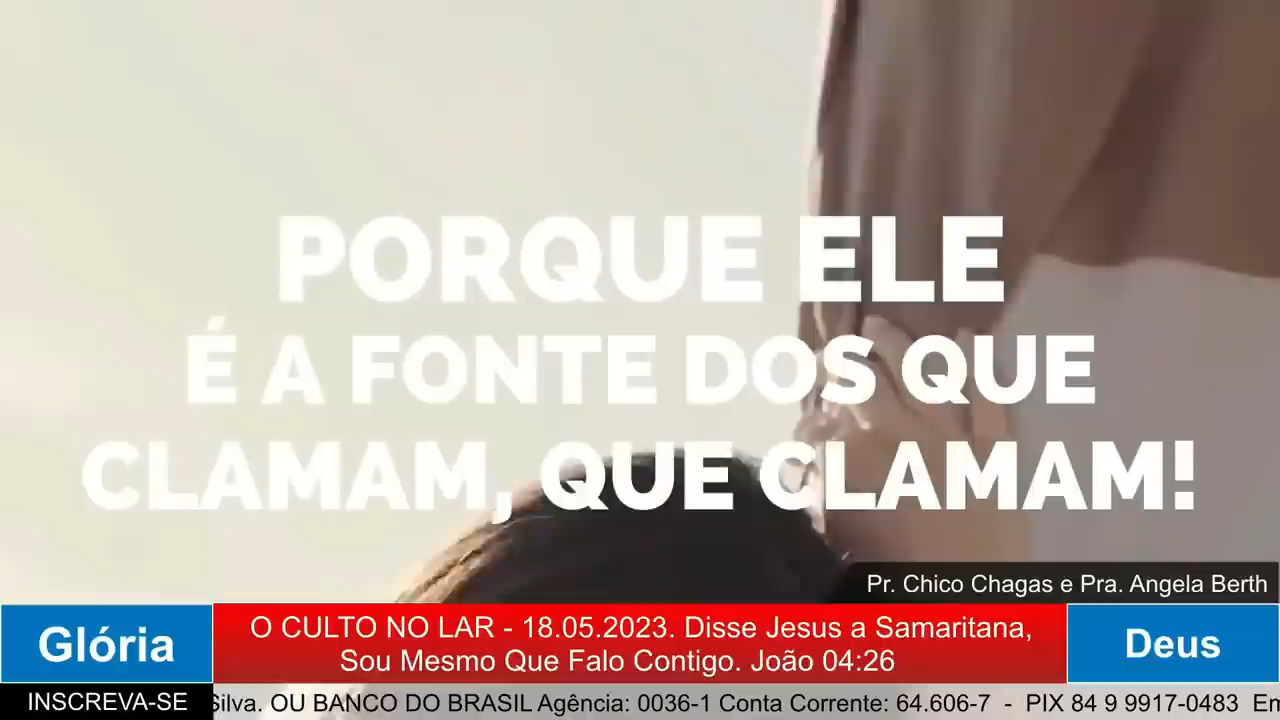 PORQUE ELE
É A FONTE DOS QUE
CLAMAM, QUE CLAMAM!
Pr. Chico Chagas e Pra. Angela Berth
Glória
O CULTO NO LAR - 18.05.2023. Disse Jesus a Samaritana,
Sou Mesmo Que Falo Contigo. João 04:26
Deus
INSCREVA-SE
Silva. OU BANCO DO BRASIL Agência: 0036-1 Conta Corrente: 64.606-7 - PIX 84 9 9917-0483 En